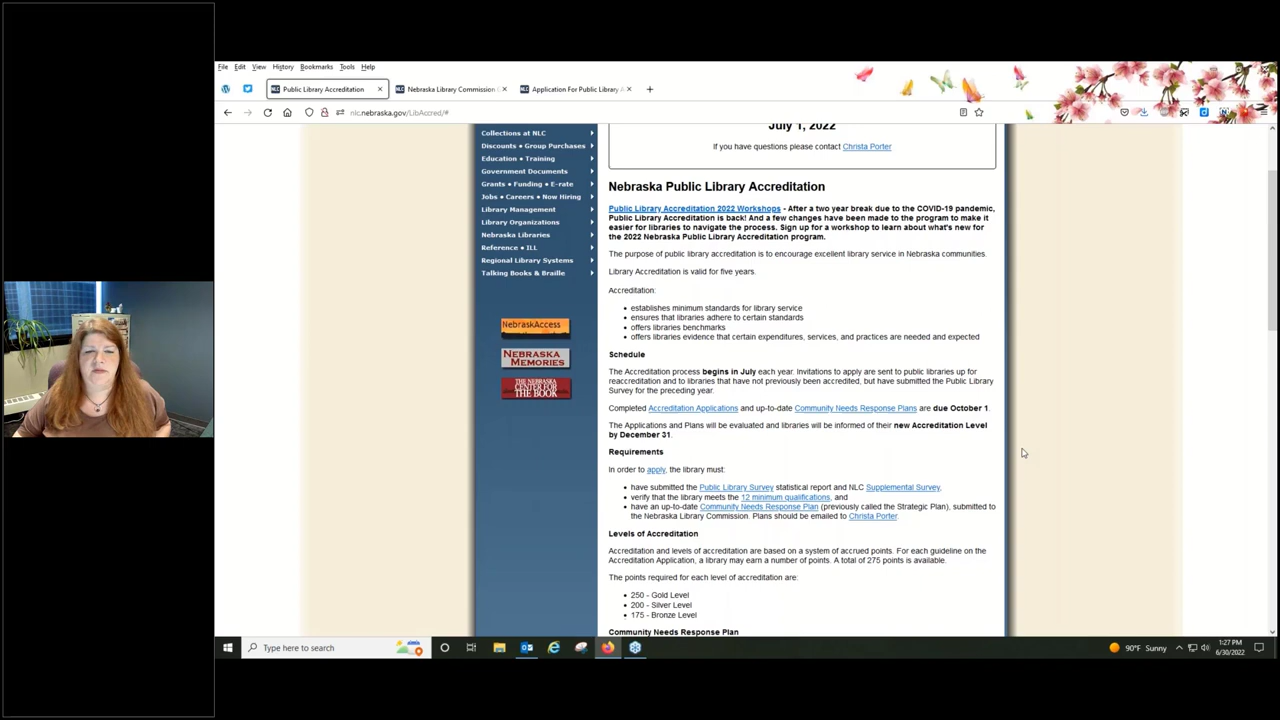 File Edit View History Bookmarks Tools Help
Public Library Accreditation × Nebraska Library Commission × Application For Public Library A × +
nlc.nebraska.gov/LibAccred/#
Collections at NLC
Discounts • Group Purchases
Education • Training
Government Documents
Grants • Funding • E-rate
Jobs • Careers • Now Hiring
Library Management
Library Organizations
Nebraska Libraries
Reference • ILL
Regional Library Systems
Talking Books & Braille
NebraskAccess
NEBRASKA
MEMORIES
THE NEBRASKA
CENTER FOR
THE BOOK
July 1, 2022
If you have questions please contact Christa Porter
Nebraska Public Library Accreditation
Public Library Accreditation 2022 Workshops - After a two year break due to the COVID-19 pandemic,
Public Library Accreditation is back! And a few changes have been made to the program to make it
easier for libraries to navigate the process. Sign up for a workshop to learn about what's new for
the 2022 Nebraska Public Library Accreditation program.
The purpose of public library accreditation is to encourage excellent library service in Nebraska communities.
Library Accreditation is valid for five years.
Accreditation:
• establishes minimum standards for library service
• ensures that libraries adhere to certain standards
• offers libraries benchmarks
• offers libraries evidence that certain expenditures, services, and practices are needed and expected
Schedule
The Accreditation process begins in July each year. Invitations to apply are sent to public libraries up for
reaccreditation and to libraries that have not previously been accredited, but have submitted the Public Library
Survey for the preceding year.
Completed Accreditation Applications and up-to-date Community Needs Response Plans are due October 1.
The Applications and Plans will be evaluated and libraries will be informed of their new Accreditation Level
by December 31.
Requirements
In order to apply, the library must:
• have submitted the Public Library Survey statistical report and NLC Supplemental Survey,
• verify that the library meets the 12 minimum qualifications, and
• have an up-to-date Community Needs Response Plan (previously called the Strategic Plan), submitted to
the Nebraska Library Commission. Plans should be emailed to Christa Porter.
Levels of Accreditation
Accreditation and levels of accreditation are based on a system of accrued points. For each guideline on the
Accreditation Application, a library may earn a number of points. A total of 275 points is available.
The points required for each level of accreditation are:
• 250 - Gold Level
• 200 - Silver Level
• 175 - Bronze Level
Community Needs Response Plan
Type here to search
90°F Sunny
1:27 PM
6/30/2022